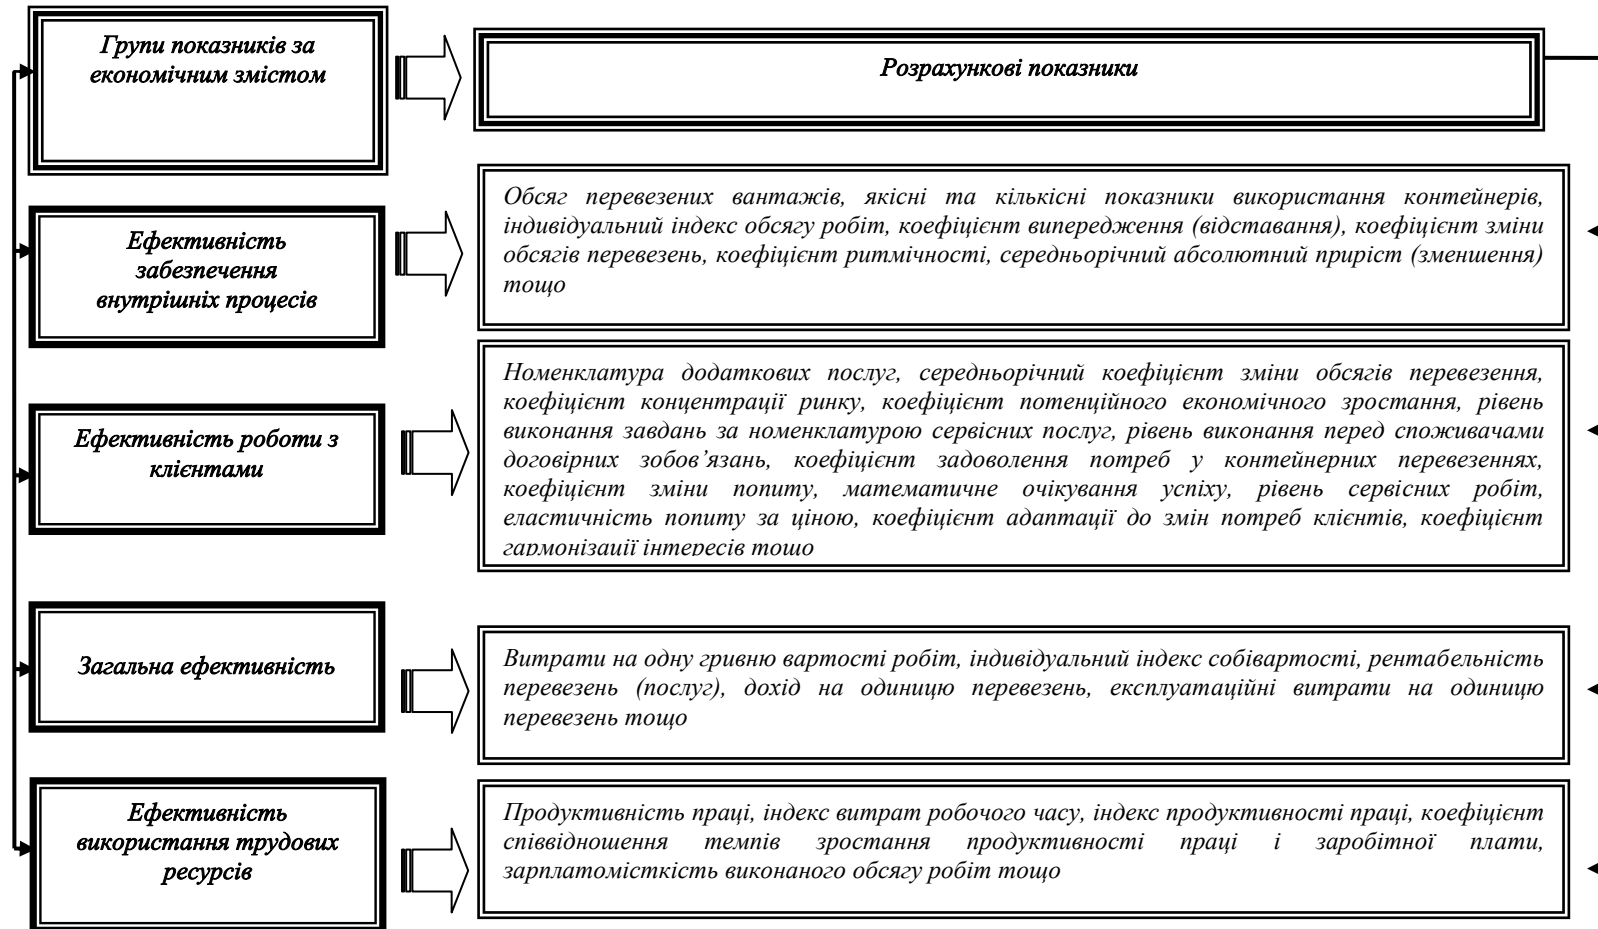 Групи показників за
економічним змістом
Розрахункові показники
Ефективність
забезпечення
внутрішніх процесів
Обсяг перевезених вантажів, якісні та кількісні показники використання контейнерів,
індивідуальний індекс обсягу робіт, коефіцієнт випередження (відставання), коефіцієнт зміни
обсягів перевезень, коефіцієнт ритмічності, середньорічний абсолютний приріст (зменшення)
тощо
Ефективність роботи з
клієнтами
Номенклатура додаткових послуг, середньорічний коефіцієнт зміни обсягів перевезення,
коефіцієнт концентрації ринку, коефіцієнт потенційного економічного зростання, рівень
виконання завдань за номенклатурою сервісних послуг, рівень виконання перед споживачами
договірних зобов’язань, коефіцієнт задоволення потреб у контейнерних перевезеннях,
коефіцієнт зміни попиту, математичне очікування успіху, рівень сервісних робіт,
еластичність попиту за ціною, коефіцієнт адаптації до змін потреб клієнтів, коефіцієнт
гармонізації інтересів тощо
Загальна ефективність
Витрати на одну гривню вартості робіт, індивідуальний індекс собівартості, рентабельність
перевезень (послуг), дохід на одиницю перевезень, експлуатаційні витрати на одиницю
перевезень тощо
Ефективність
використання трудових
ресурсів
Продуктивність праці, індекс витрат робочого часу, індекс продуктивності праці, коефіцієнт
співвідношення темпів зростання продуктивності праці і заробітної плати,
зарплатомісткість виконаного обсягу робіт тощо